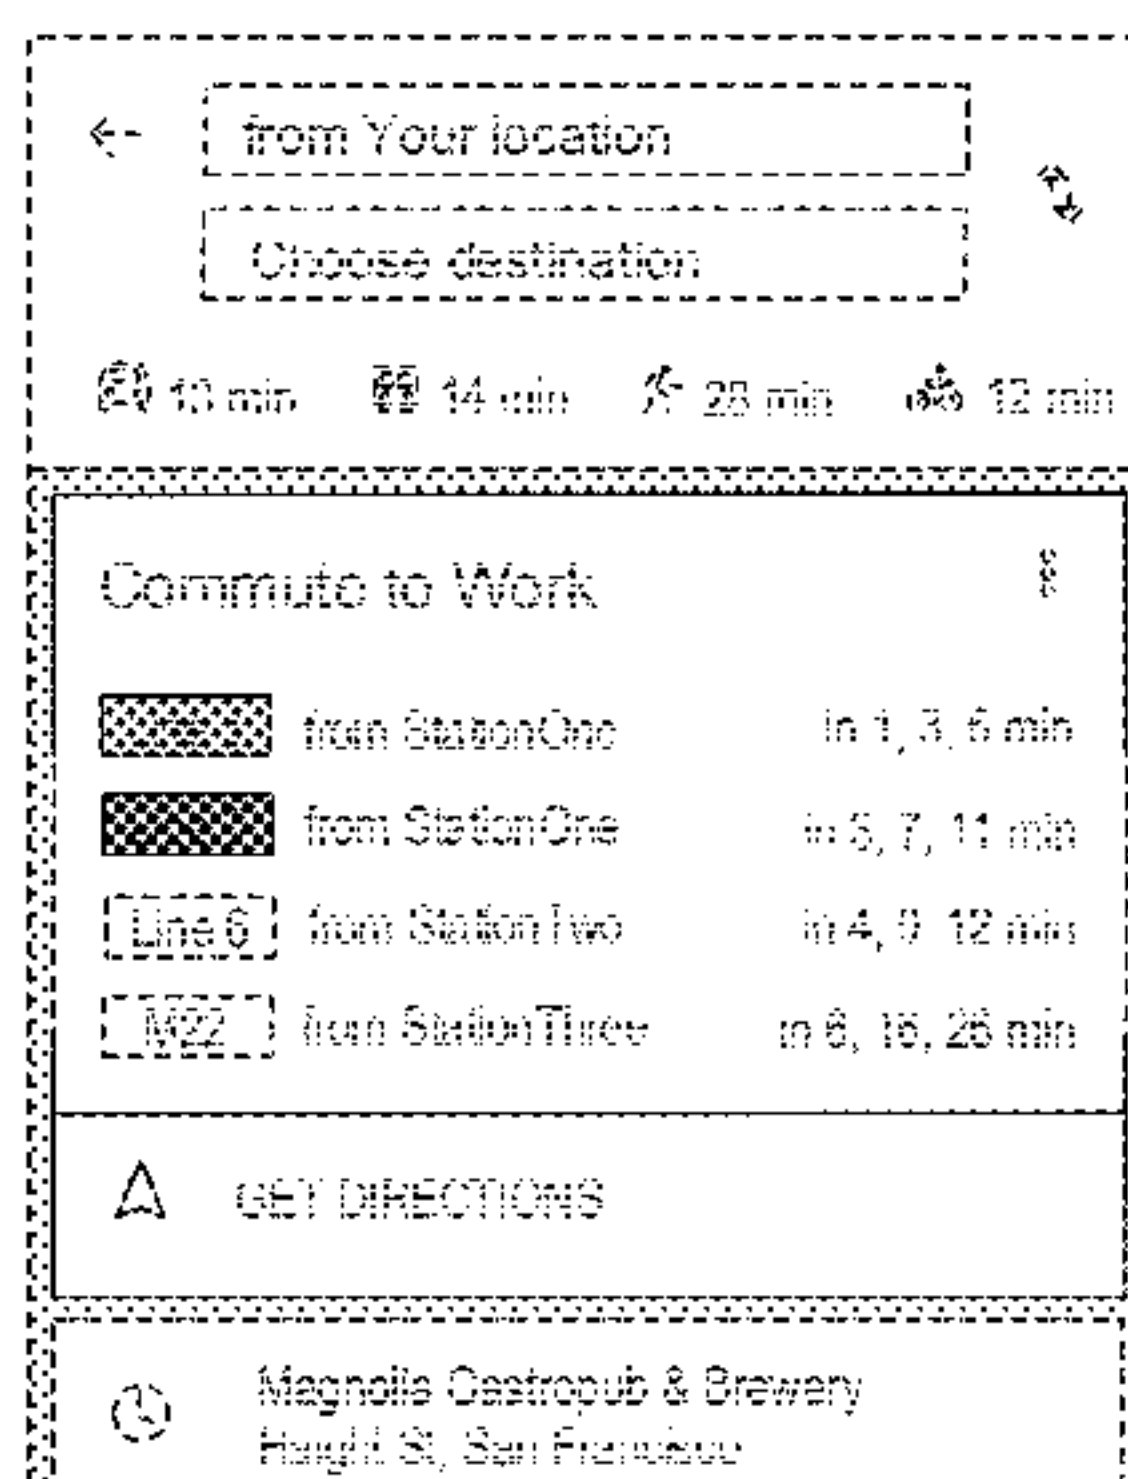 from Your location
Choose destination
13 min 14 min 28 min 12 min
Commute to Work
from StationOne in 1, 3, 5 min
from StationOne in 5, 7, 11 min
Line 6 from StationTwo in 4, 9 12 min
M22 from StationThree in 6, 16, 26 min
GET DIRECTIONS
Magnolia Gastropub & Brewery
Haight St, San Francisco